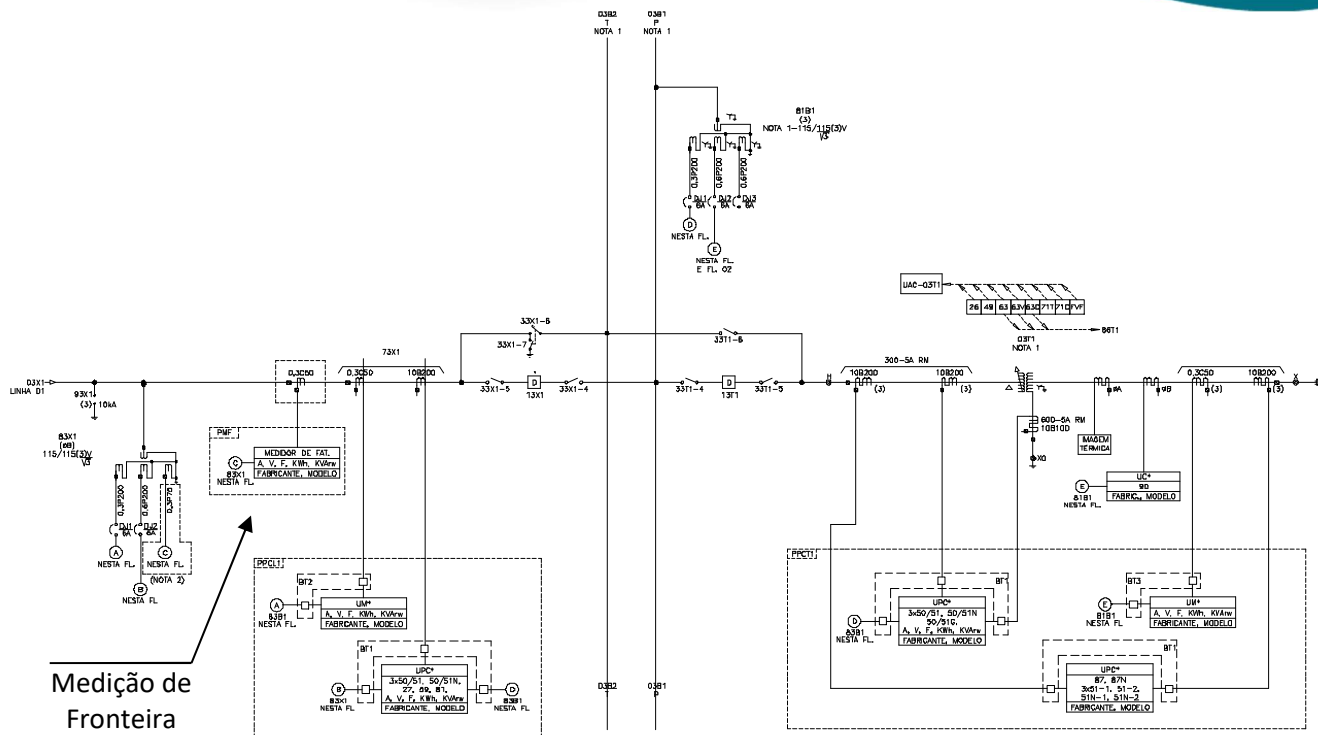 03B2
T
NOTA 1
03B1
P
NOTA 1
81B1
(3)
NOTA 1-115/115(3)V
√3
0,3P200
0,6P200
0,6P200
DJ1
6A
DJ2
6A
DJ3
6A
D
NESTA FL.
E
NESTA FL.
E FL. 02
UAC-03T1
26
49
63
63V
63C
71T
71C
FVF
86T1
03T1
NOTA 1
33X1-6
33X1-7
33T1-6
73X1
0,3C50
0,3C50
10B200
33X1-5
D
13X1
33X1-4
33T1-4
D
13T1
33T1-5
300-5A RM
H
10B200
(3)
10B200
(3)
600-5A RM
10B10D
X0
øA
øB
0,3C50
(3)
10B200
(3)
X
03X1
LINHA D1
93X1
(3) 10kA
83X1
(øB)
115/115(3)V
√3
0,3P200
0,6P200
0,3P75
DJ1
6A
DJ2
6A
A
NESTA FL.
B
NESTA FL
C
NESTA FL.
(NOTA 2)
PMF
C
83X1
NESTA FL.
MEDIDOR DE FAT.
A, V, F, KWh, KVArw
FABRICANTE, MODELO
IMAGEM
TÉRMICA
E
81B1
NESTA FL.
UC*
90
FABRIC., MODELO
PPCL1
BT2
A
83B1
NESTA FL.
UM*
A, V, F, KWh, KVArw
FABRICANTE, MODELO
BT1
B
83X1
NESTA FL
UPC*
3x50/51, 50/51N,
27, 59, 81,
A, V, F, KWh, KVArw
FABRICANTE, MODELO
D
83B1
NESTA FL
03B2
T
03B1
P
PPCT1
BT1
D
83B1
NESTA FL.
UPC*
3x50/51, 50/51N
50/51G,
A, V, F, KWh, KVArw
FABRICANTE, MODELO
BT3
E
81B1
NESTA FL
UM*
A, V, F, KWh, KVArw
FABRICANTE, MODELO
BT1
UPC*
87, 87N
3x51-1, 51-2,
51N-1, 51N-2
FABRICANTE, MODELO
Medição de
Fronteira